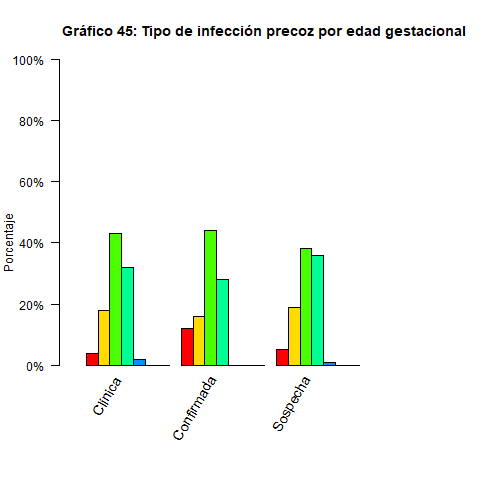 Gráfico 45: Tipo de infección precoz por edad gestacional
100%
80%
60%
40%
20%
0%
Porcentaje
Clínica
Confirmada
Sospecha